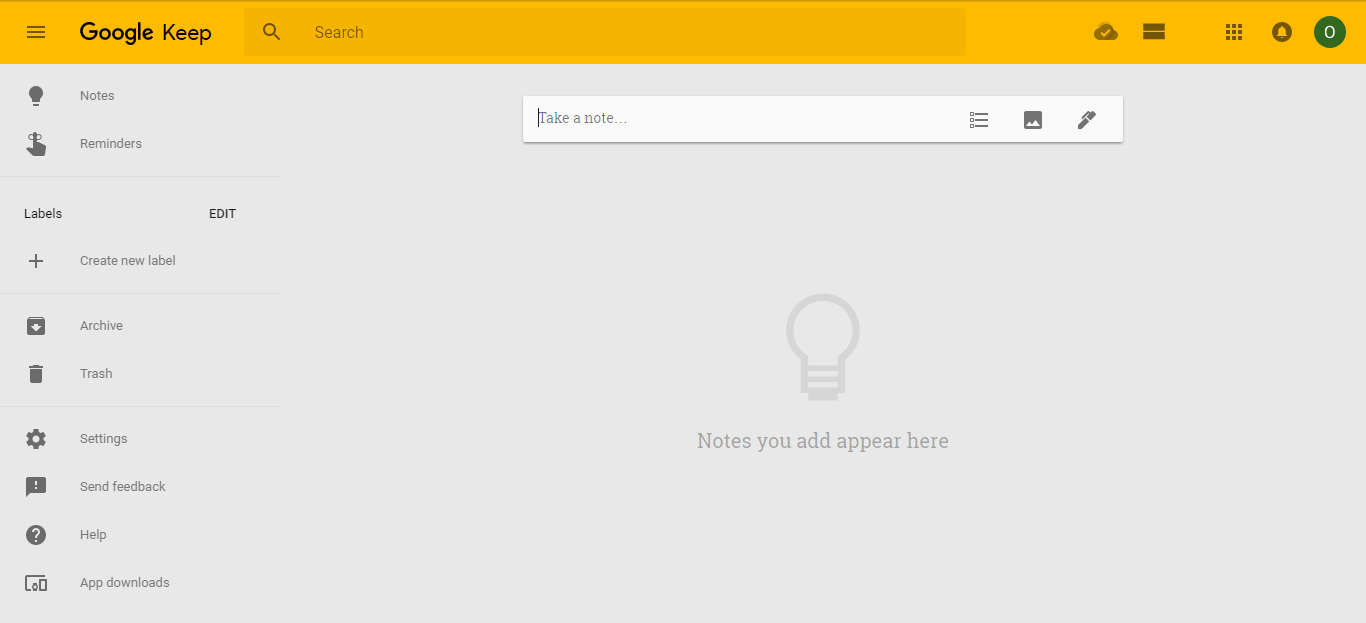 Google Keep
Search
O
Notes
Reminders
Labels
EDIT
Create new label
Archive
Trash
Settings
Send feedback
Help
App downloads
Take a note...
Notes you add appear here